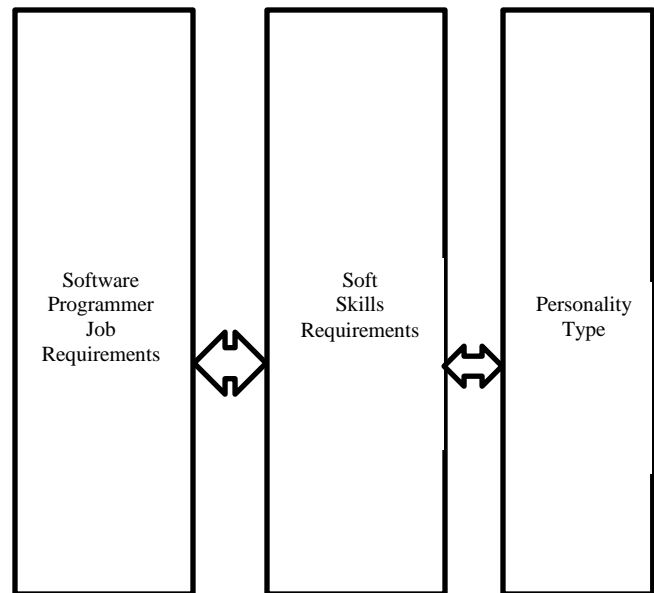 Software
Programmer
Job
Requirements
Soft
Skills
Requirements
Personality
Type